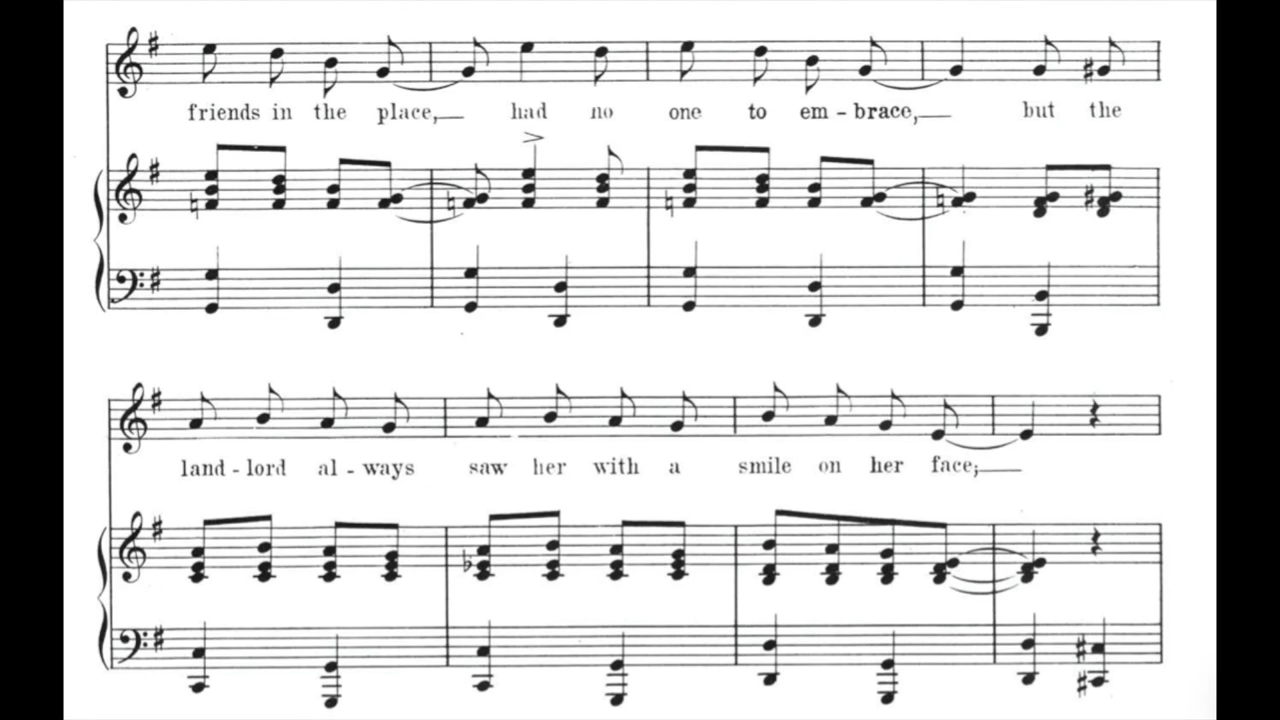 friends in the place,— had no one to em - brace,— but the
land - lord al - ways saw her with a smile on her face;—